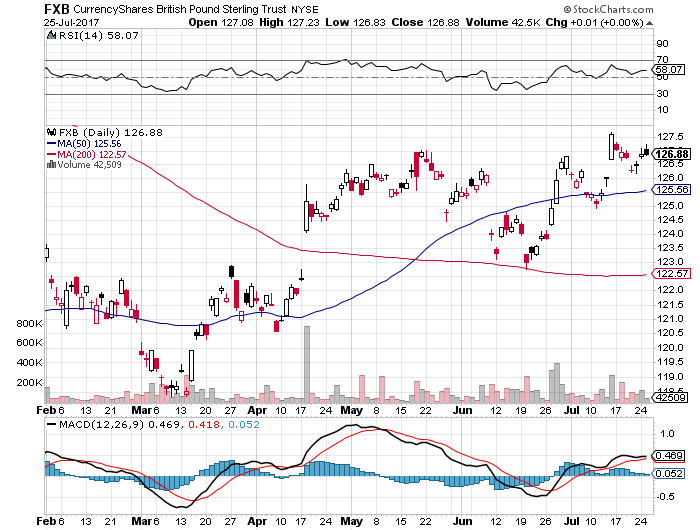 FXB CurrencyShares British Pound Sterling Trust NYSE © StockCharts.com
25-Jul-2017 Open 127.08 High 127.23 Low 126.83 Close 126.88 Volume 42.5K Chg +0.01 (+0.00%)
RSI(14) 58.07
90
70
58.07
50
30
10
FXB (Daily) 126.88
MA(50) 125.56
MA(200) 122.57
Volume 42,509
127.5
126.88
126.5
126.0
125.56
125.0
124.5
124.0
123.5
123.0
122.57
122.0
121.5
121.0
120.5
120.0
119.5
119.0
118.5
800K
600K
400K
200K
42509
Feb 6 13 21 Mar 6 13 20 27 Apr 10 17 24 May 8 15 22 Jun 12 19 26 Jul 10 17 24
MACD(12,26,9) 0.469, 0.418, 0.052
1.0
0.469
0.052
-0.5
Feb 6 13 21 Mar 6 13 20 27 Apr 10 17 24 May 8 15 22 Jun 12 19 26 Jul 10 17 24